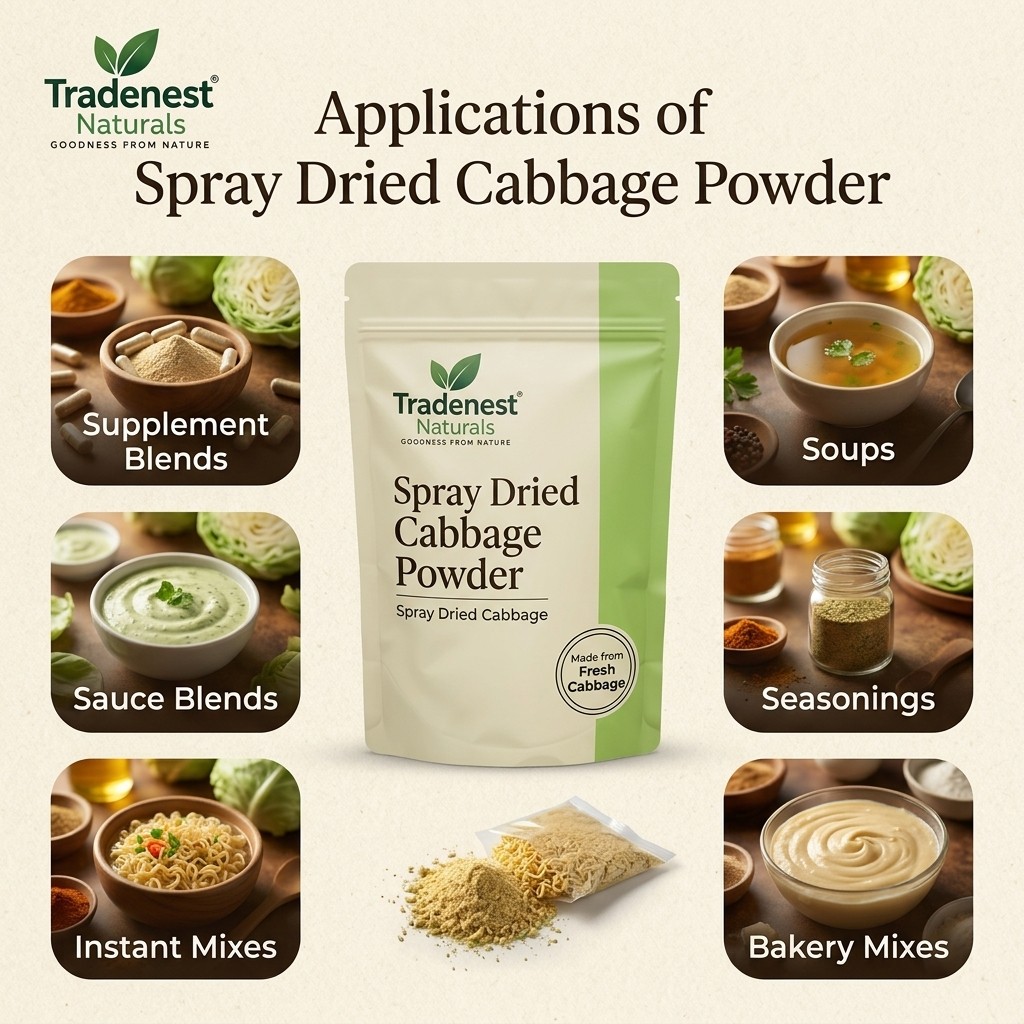 Tradenest®
Naturals
GOODNESS FROM NATURE
Applications of
Spray Dried Cabbage Powder
Supplement
Blends
Sauce Blends
Instant Mixes
Tradenest®
Naturals
GOODNESS FROM NATURE
Spray Dried
Cabbage
Powder
Spray Dried Cabbage
Made from
Fresh
Cabbage
Soups
Seasonings
Bakery Mixes